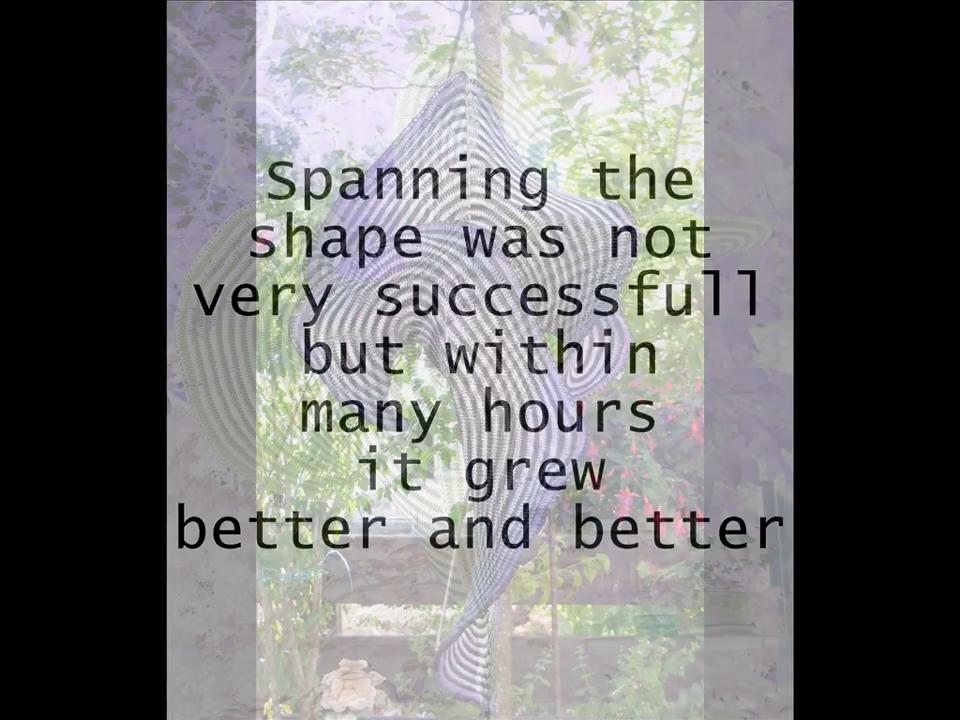 Spanning the
shape was not
very successfull
but within
many hours
it grew
better and better